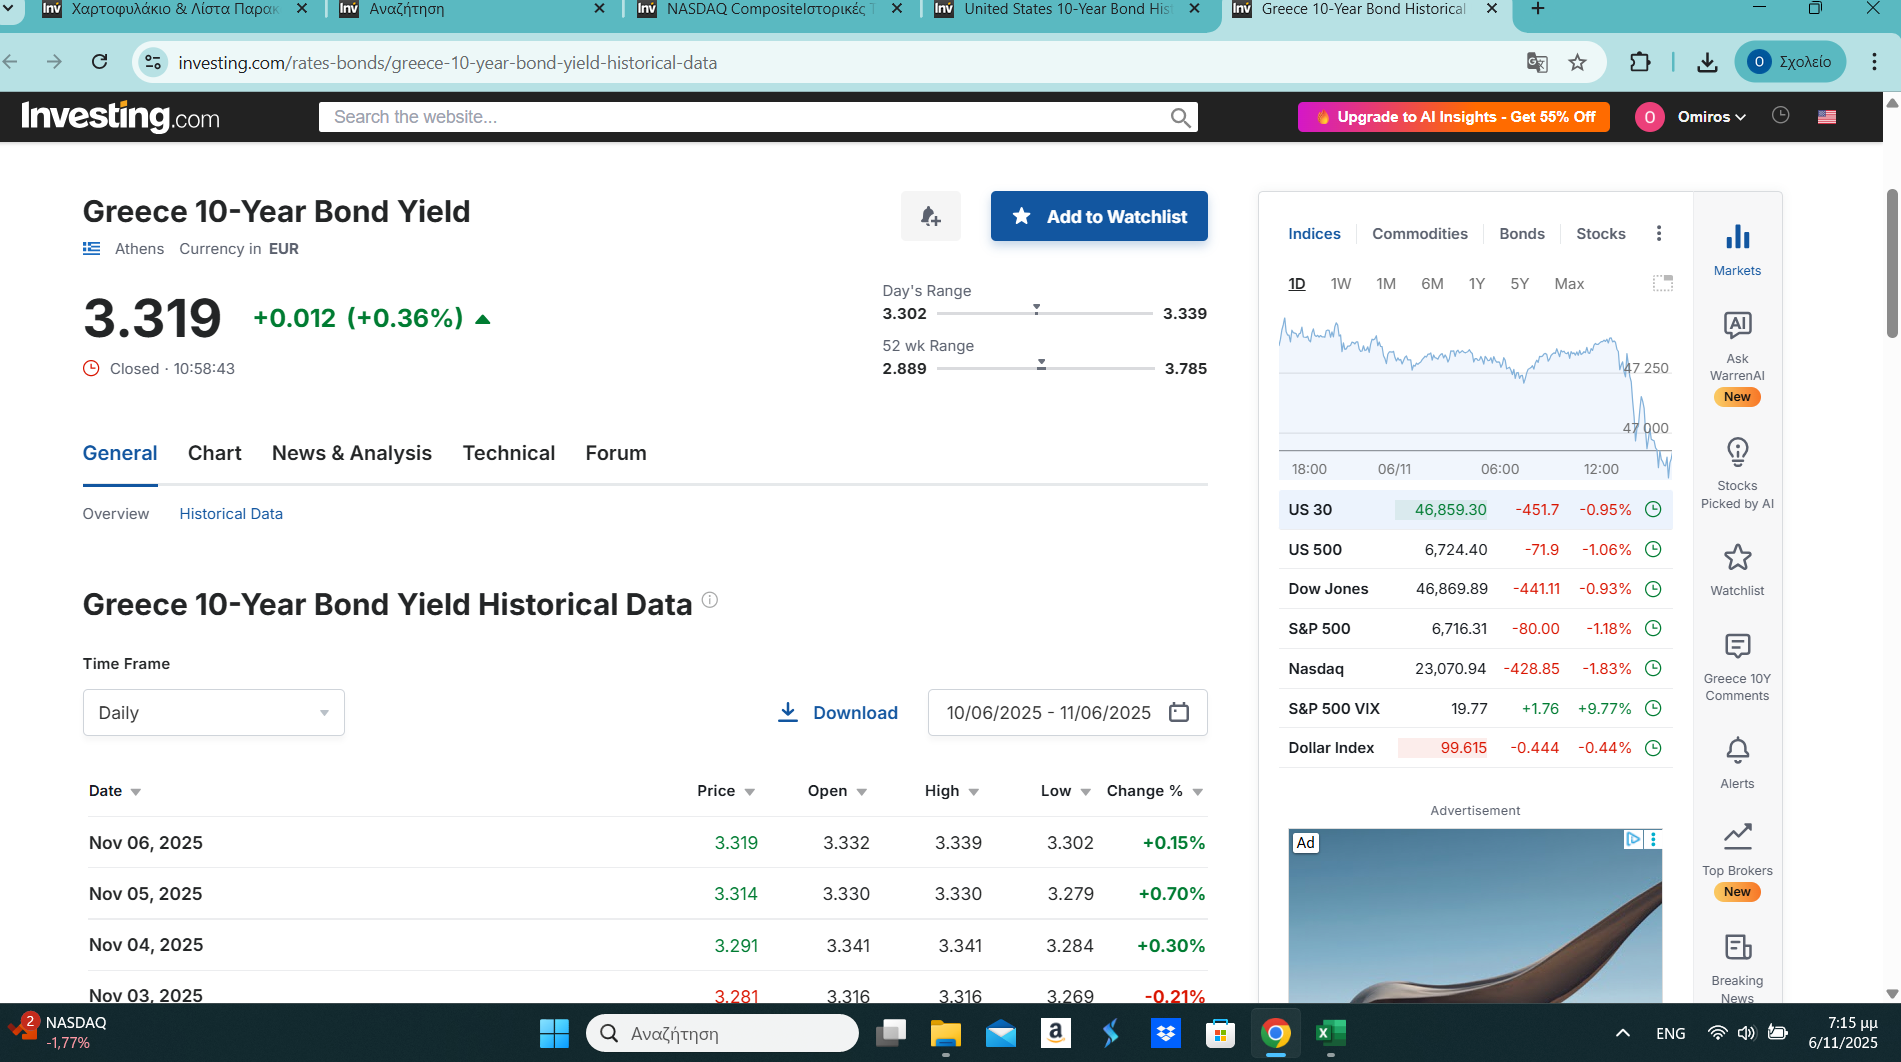 Χαρτοφυλάκιο & Λίστα Παρακ
Αναζήτηση
NASDAQ CompositeΙστορικές Τ
United States 10-Year Bond Hist
Greece 10-Year Bond Historical
investing.com/rates-bonds/greece-10-year-bond-yield-historical-data
O Σχολείο
Investing.com
Search the website...
Upgrade to AI Insights - Get 55% Off
O Omiros
Greece 10-Year Bond Yield
Athens Currency in EUR
3.319 +0.012 (+0.36%)
Closed · 10:58:43
Add to Watchlist
Day's Range
3.302 3.339
52 wk Range
2.889 3.785
General Chart News & Analysis Technical Forum
Overview Historical Data
Greece 10-Year Bond Yield Historical Data
Time Frame
Daily
Download
10/06/2025 - 11/06/2025
Date Price Open High Low Change %
Nov 06, 2025 3.319 3.332 3.339 3.302 +0.15%
Nov 05, 2025 3.314 3.330 3.330 3.279 +0.70%
Nov 04, 2025 3.291 3.341 3.341 3.284 +0.30%
Nov 03, 2025 3.281 3.316 3.316 3.269 -0.21%
Indices Commodities Bonds Stocks
1D 1W 1M 6M 1Y 5Y Max
47 250
47 000
18:00 06/11 06:00 12:00
US 30 46,859.30 -451.7 -0.95%
US 500 6,724.40 -71.9 -1.06%
Dow Jones 46,869.89 -441.11 -0.93%
S&P 500 6,716.31 -80.00 -1.18%
Nasdaq 23,070.94 -428.85 -1.83%
S&P 500 VIX 19.77 +1.76 +9.77%
Dollar Index 99.615 -0.444 -0.44%
Advertisement
Ad
Markets
AI
Ask
WarrenAI
New
Stocks
Picked by AI
Watchlist
Greece 10Y
Comments
Alerts
Top Brokers
New
Breaking
News
2
NASDAQ
-1,77%
Αναζήτηση
ENG
7:15 μμ
6/11/2025